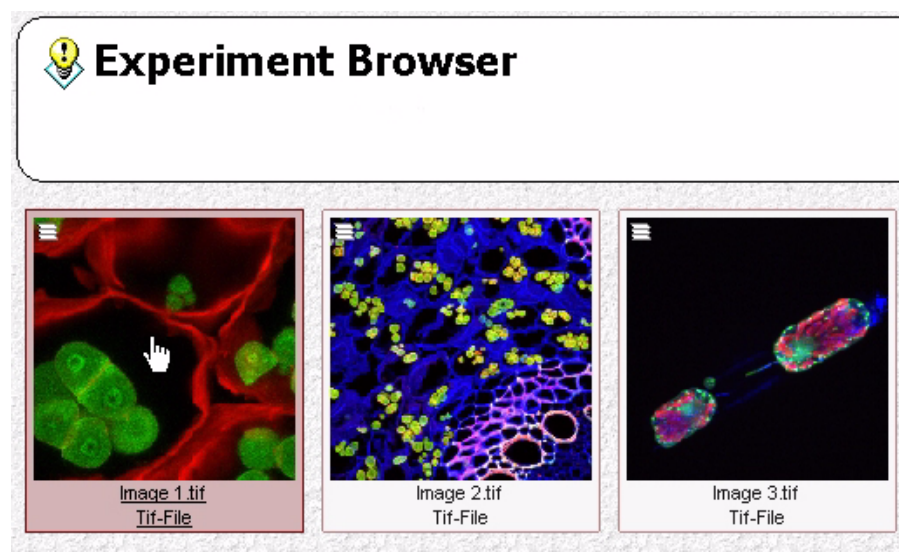 Experiment Browser
Image 1.tif
Tif-File
Image 2.tif
Tif-File
Image 3.tif
Tif-File